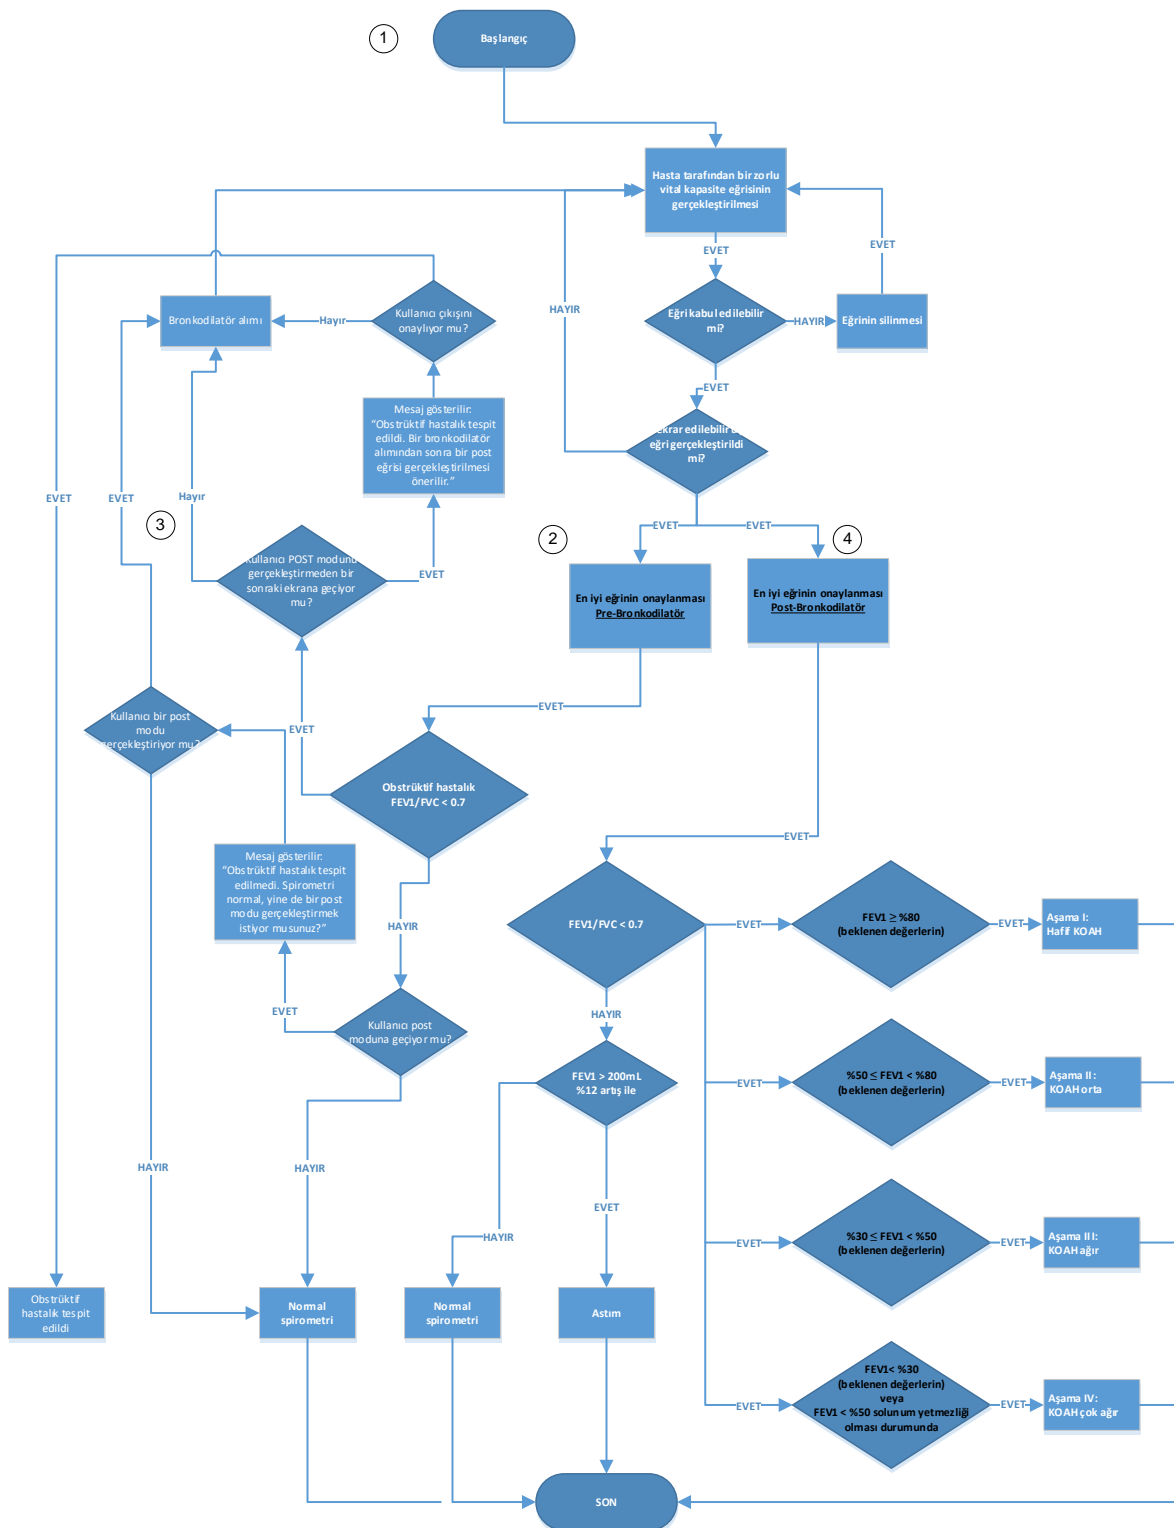 1
Başlangıç
Hasta tarafından bir zorlu
vital kapasite eğrisinin
gerçekleştirilmesi
EVET
EVET
HAYIR
Bronkodilatör alımı
Hayır
Kullanıcı çıkışını
onaylıyor mu?
Eğri kabul edilebilir
mi?
HAYIR
Eğrinin silinmesi
EVET
Mesaj gösterilir:
“Obstrüktif hastalık tespit
edildi. Bir bronkodilatör
alımından sonra bir post
eğrisi gerçekleştirilmesi
önerilir.”
eğri gerçekleştirildi
mi?
EVET
EVET
Hayır
3
EVET
EVET
2
4
Kullanıcı POST modunu
gerçekleştirmeden bir
sonraki ekrana geçiyor
mu?
EVET
En iyi eğrinin onaylanması
Pre-Bronkodilatör
En iyi eğrinin onaylanması
Post-Bronkodilatör
EVET
Kullanıcı bir post
modu
gerçekleştiriyor mu?
EVET
Obstrüktif hastalık
FEV1/FVC < 0.7
EVET
Mesaj gösterilir:
“Obstrüktif hastalık tespit
edilmedi. Spirometri
normal, yine de bir post
modu gerçekleştirmek
istiyor musunuz?”
HAYIR
FEV1/FVC < 0.7
EVET
FEV1 ≥ %80
(beklenen değerlerin)
EVET
Aşama I:
Hafif KOAH
EVET
Kullanıcı post
moduna geçiyor mu?
HAYIR
FEV1 > 200mL
%12 artış ile
EVET
%50 ≤ FEV1 < %80
(beklenen değerlerin)
EVET
Aşama II :
KOAH orta
HAYIR
HAYIR
EVET
HAYIR
EVET
%30 ≤ FEV1 < %50
(beklenen değerlerin)
EVET
Aşama III:
KOAH ağır
Obstrüktif
hastalık tespit
edildi
Normal
spirometri
Normal
spirometri
Astım
EVET
FEV1< %30
(beklenen değerlerin)
veya
FEV1 < %50 solunum yetmezliği
olması durumunda
EVET
Aşama IV:
KOAH çok ağır
SON